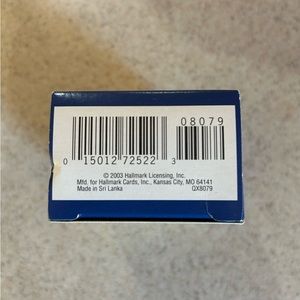 08079
0 15012 72522 3
© 2003 Hallmark Licensing, Inc.
Mfd. for Hallmark Cards, Inc., Kansas City, MO 64141
Made in Sri Lanka QX8079